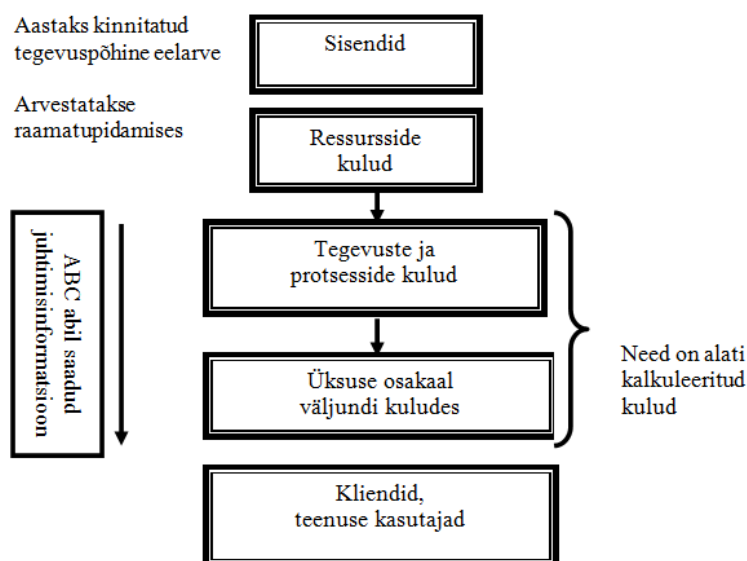 Aastaks kinnitatud
tegevuspõhine eelarve
Sisendid
Arvestatakse
raamatupidamises
Ressursside
kulud
ABC abil saadud
juhtimisinformatsioon
Tegevuste ja
protsesside kulud
Üksuse osakaal
väljundi kuludes
Need on alati
kalkuleeritud
kulud
Kliendid,
teenuse kasutajad